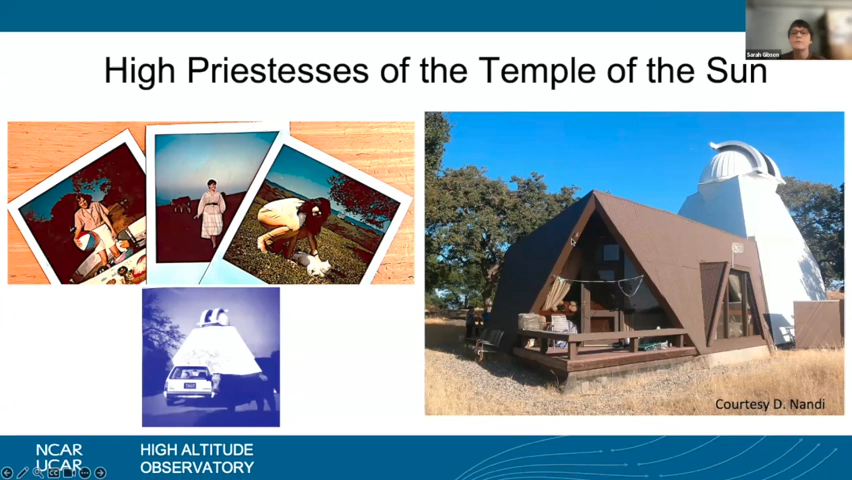 Sarah Gibson
High Priestesses of the Temple of the Sun
Courtesy D. Nandi
NCAR
UCAR
HIGH ALTITUDE
OBSERVATORY